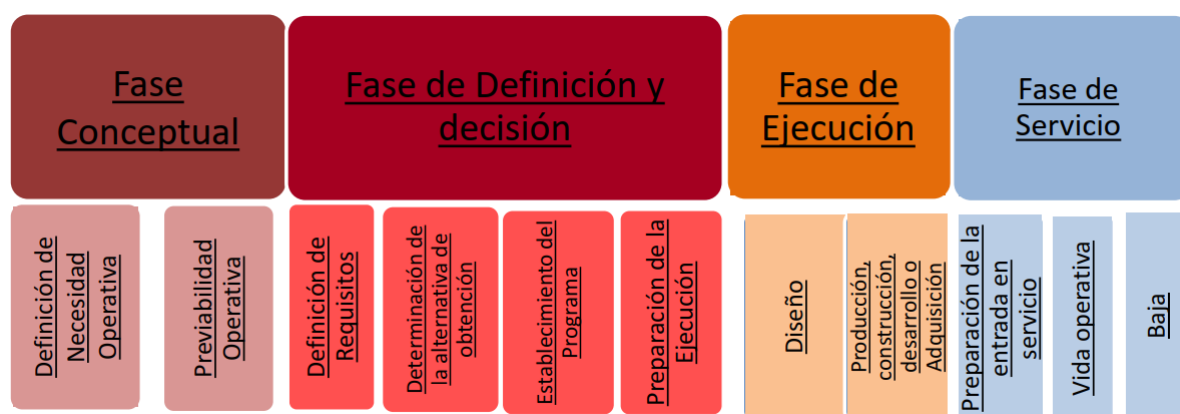 Fase
Conceptual
Fase de Definición y
decisión
Fase de
Ejecución
Fase de
Servicio
Definición de
Necesidad
Operativa
Previabilidad
Operativa
Definición de
Requisitos
Determinación de
la alternativa de
obtención
Establecimiento del
Programa
Preparación de la
Ejecución
Diseño
Producción,
construcción,
desarrollo o
Adquisición
Preparación de la
entrada en
servicio
Vida operativa
Baja